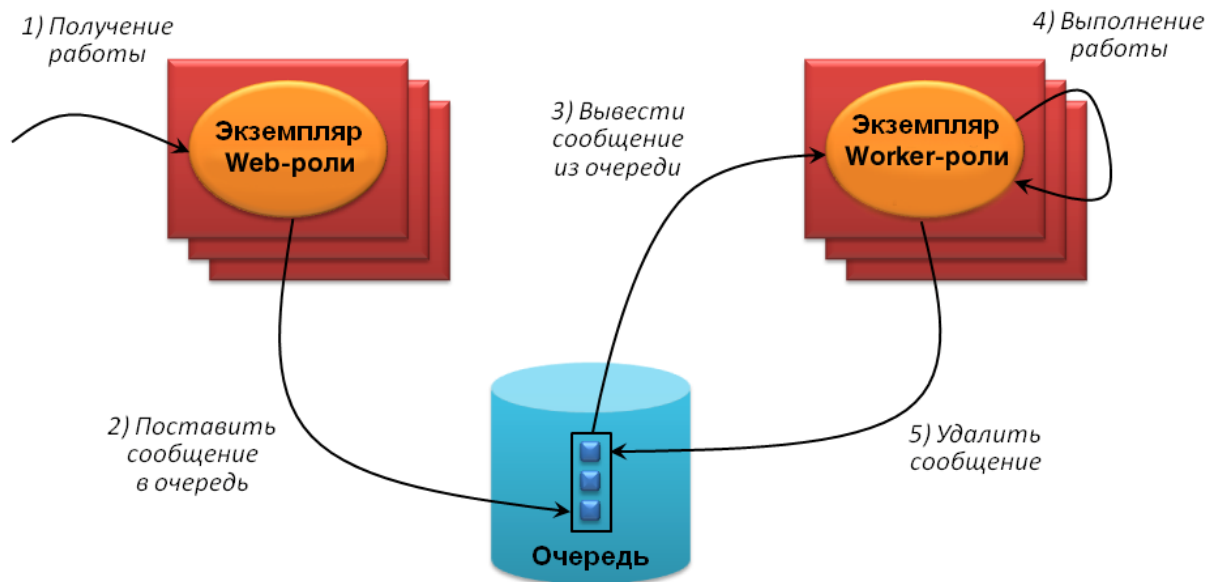 1) Получение
работы
Экземпляр
Web-роли
2) Поставить
сообщение
в очередь
3) Вывести
сообщение
из очереди
Экземпляр
Worker-роли
4) Выполнение
работы
5) Удалить
сообщение
Очередь